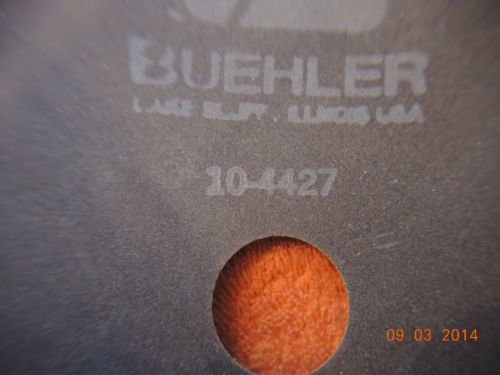 BUEHLER
LAKE BLUFF, ILLINOIS USA
10-4427
09 03 2014